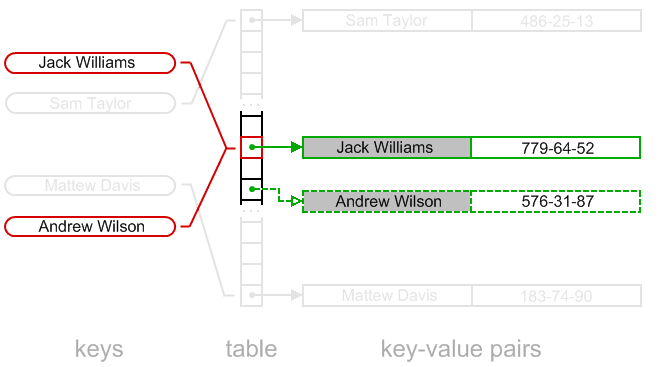 Sam Taylor 486-25-13
Jack Williams
Sam Taylor
Jack Williams 779-64-52
Mattew Davis
Andrew Wilson 576-31-87
Andrew Wilson
Mattew Davis 183-74-90
keys table key-value pairs